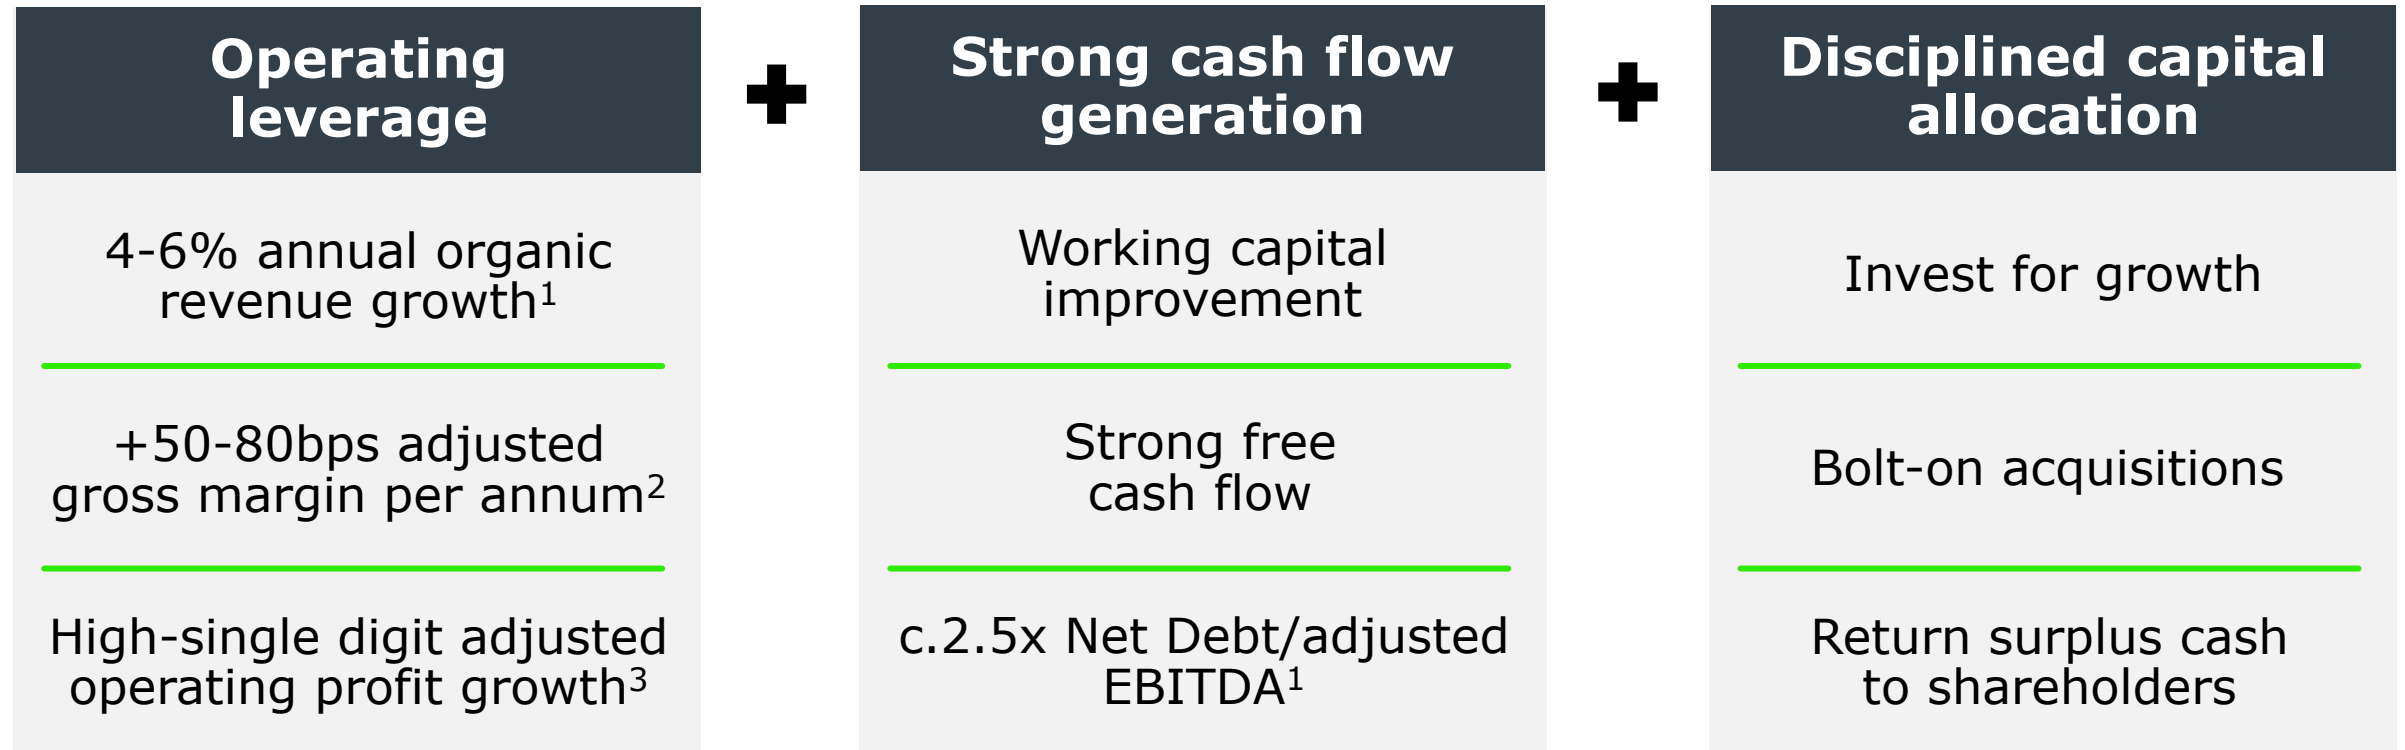 Operating
leverage
4-6% annual organic
revenue growth¹
+50-80bps adjusted
gross margin per annum²
High-single digit adjusted
operating profit growth³
Strong cash flow
generation
Working capital
improvement
Strong free
cash flow
c.2.5x Net Debt/adjusted
EBITDA¹
Disciplined capital
allocation
Invest for growth
Bolt-on acquisitions
Return surplus cash
to shareholders